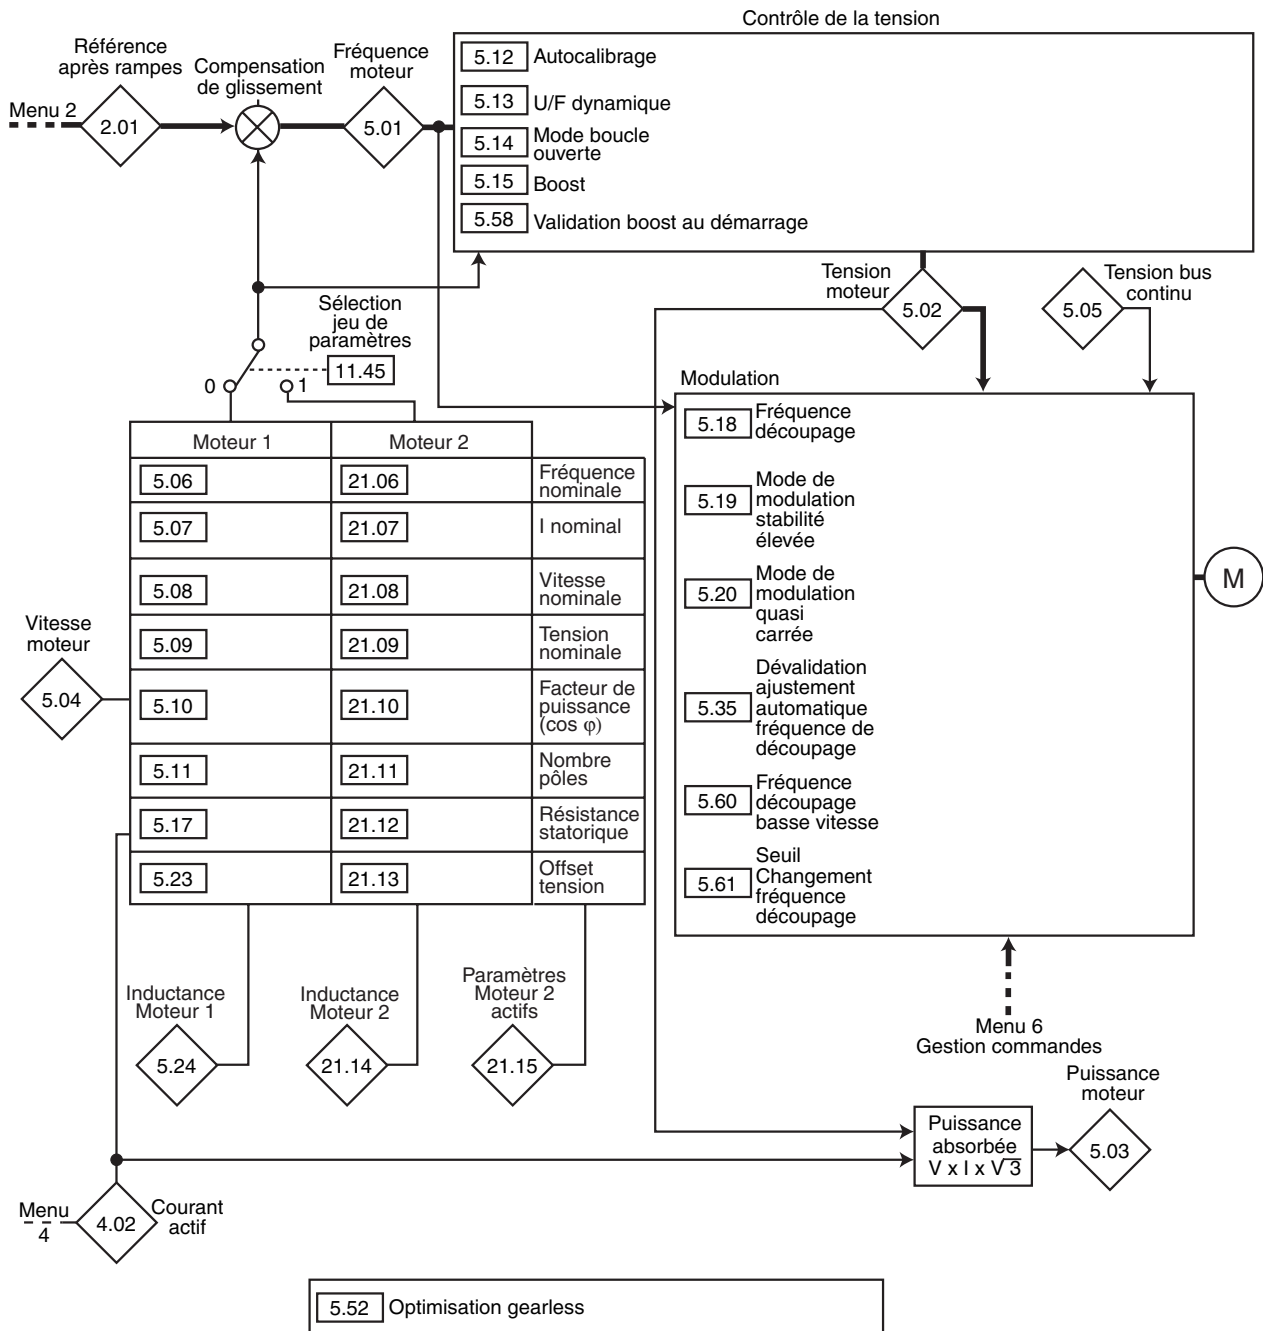 Contrôle de la tension
Référence
après rampes
Compensation
de glissement
Fréquence
moteur
Menu 2
2.01
5.01
5.12 Autocalibrage
5.13 U/F dynamique
5.14 Mode boucle
ouverte
5.15 Boost
5.58 Validation boost au démarrage
Tension
moteur
5.02
5.05
Tension bus
continu
Sélection
jeu de
paramètres
11.45
0
1
Modulation
5.18 Fréquence
découpage
5.19 Mode de
modulation
stabilité
élevée
5.20 Mode de
modulation
quasi
carrée
5.35 Dévalidation
ajustement
automatique
fréquence de
découpage
5.60 Fréquence
découpage
basse vitesse
5.61 Seuil
Changement
fréquence
découpage
M
Moteur 1 Moteur 2
5.06 21.06 Fréquence
nominale
5.07 21.07 I nominal
5.08 21.08 Vitesse
nominale
5.09 21.09 Tension
nominale
5.10 21.10 Facteur de
puissance
(cos φ)
5.11 21.11 Nombre
pôles
5.17 21.12 Résistance
statorique
5.23 21.13 Offset
tension
Vitesse
moteur
5.04
Inductance
Moteur 1
5.24
Inductance
Moteur 2
21.14
Paramètres
Moteur 2
actifs
21.15
Menu 6
Gestion commandes
Puissance
moteur
Puissance
absorbée
V x I x √3
5.03
Menu
4
4.02
Courant
actif
5.52 Optimisation gearless